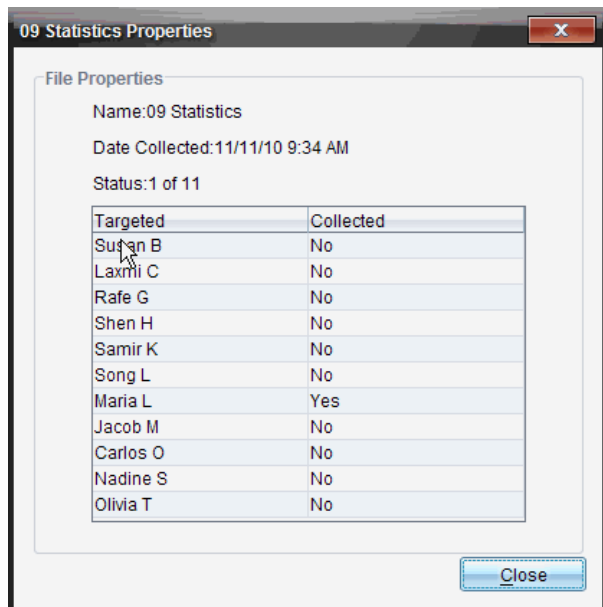 09 Statistics Properties
File Properties
Name:09 Statistics
Date Collected:11/11/10 9:34 AM
Status:1 of 11
Targeted Collected
Susan B No
Laxmi C No
Rafe G No
Shen H No
Samir K No
Song L No
Maria L Yes
Jacob M No
Carlos O No
Nadine S No
Olivia T No
Close